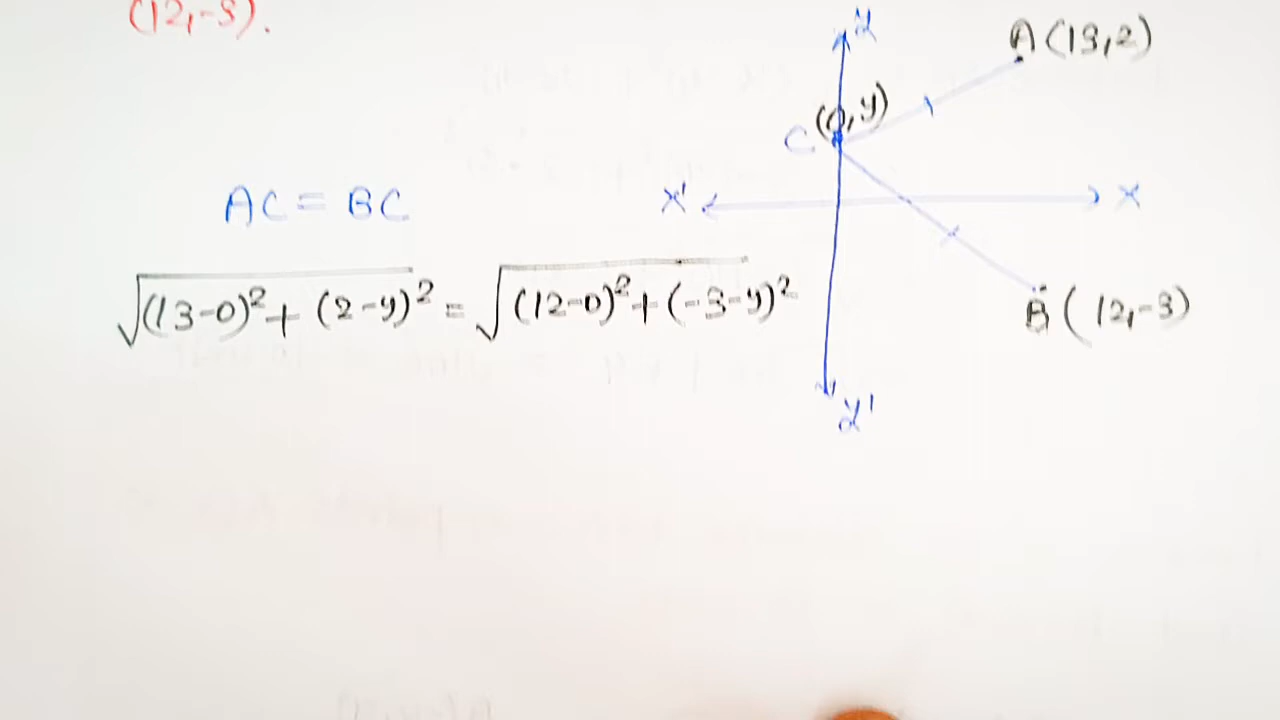 (12,-3).
Y
A(13,2)
(0,y)
C
AC = BC
X'
X
√(13-0)²+ (2-y)² = √(12-0)²+(-3-y)²
B( 12,-3)
Y'